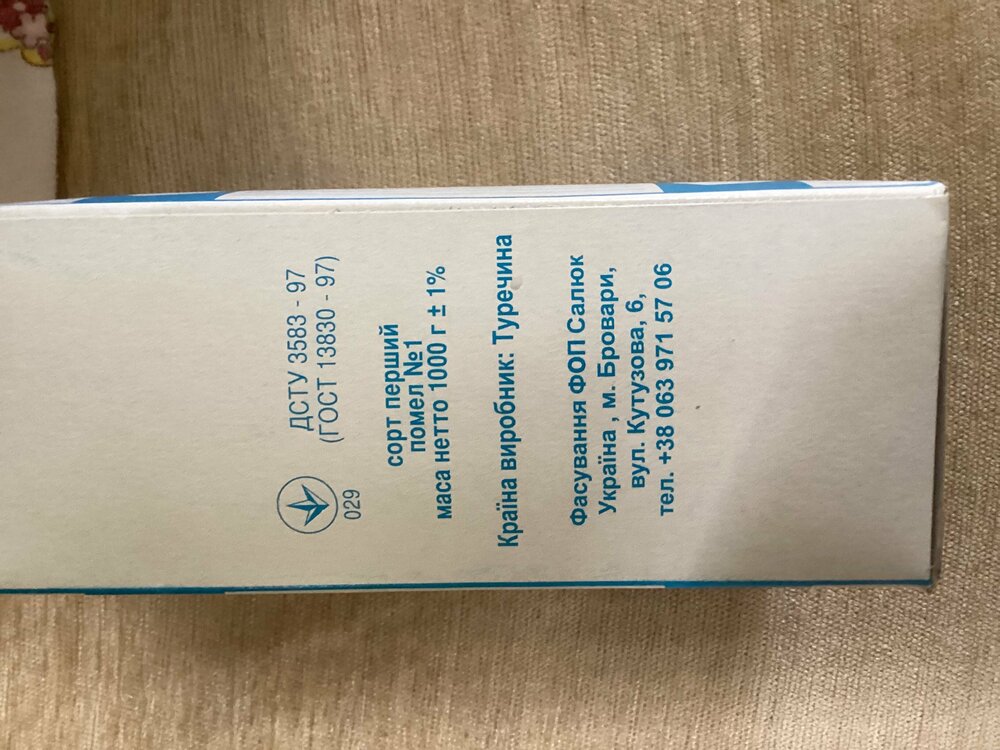 ДСТУ 3583 - 97
(ГОСТ 13830 - 97)
029
сорт перший
помел №1
маса нетто 1000 г ± 1%
Країна виробник: Туреччина
Фасування ФОП Салюк
Україна , м. Бровари,
вул. Кутузова, 6,
тел. +38 063 971 57 06